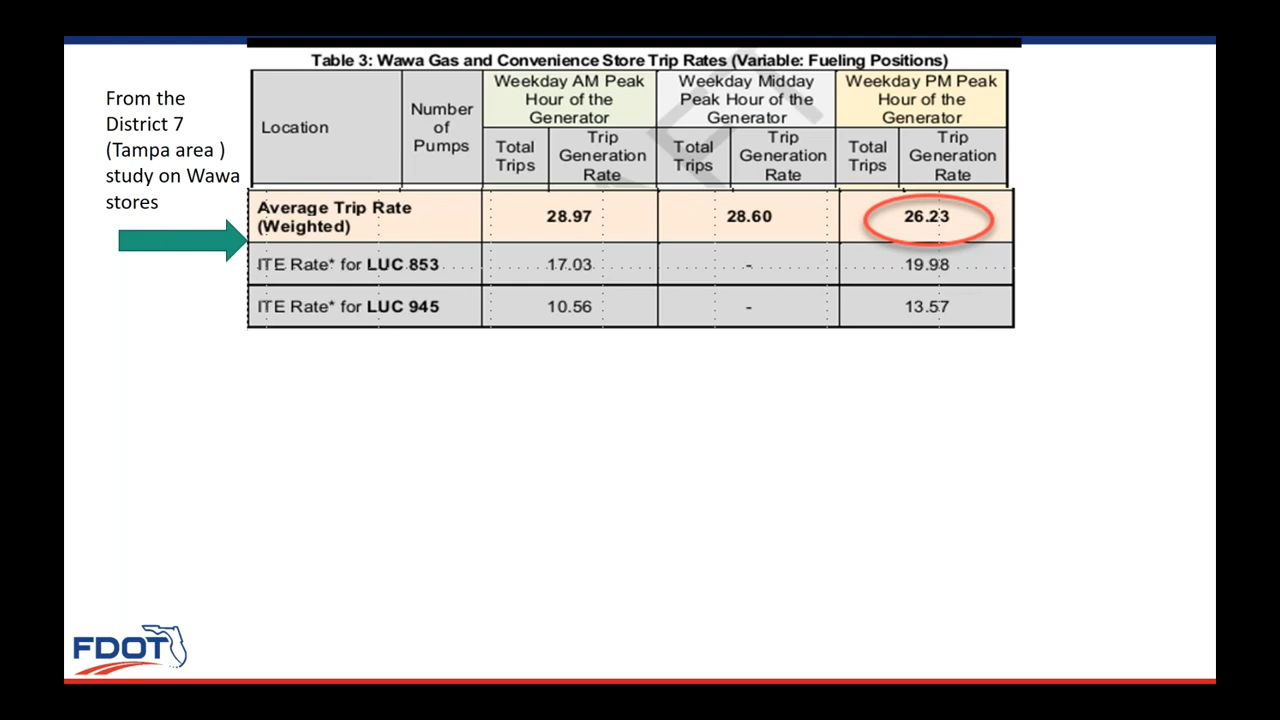 Table 3: Wawa Gas and Convenience Store Trip Rates (Variable: Fueling Positions)
From the
District 7
(Tampa area )
study on Wawa
stores
Location
Number
of
Pumps
Weekday AM Peak
Hour of the
Generator
Weekday Midday
Peak Hour of the
Generator
Weekday PM Peak
Hour of the
Generator
Total
Trips
Trip
Generation
Rate
Total
Trips
Trip
Generation
Rate
Total
Trips
Trip
Generation
Rate
Average Trip Rate
(Weighted)
28.97
28.60
26.23
ITE Rate* for LUC 853
17.03
-
19.98
ITE Rate* for LUC 945
10.56
-
13.57
FDOT